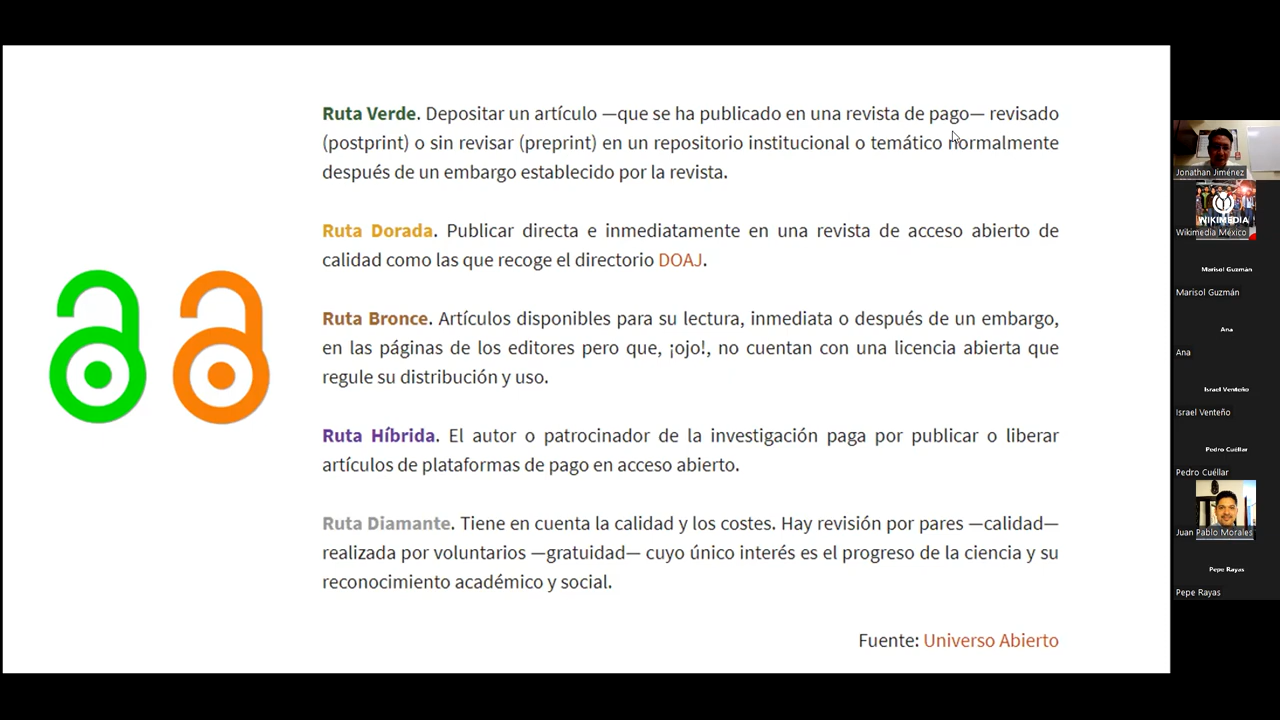 Ruta Verde. Depositar un artículo —que se ha publicado en una revista de pago— revisado
(postprint) o sin revisar (preprint) en un repositorio institucional o temático normalmente
después de un embargo establecido por la revista.
Ruta Dorada. Publicar directa e inmediatamente en una revista de acceso abierto de
calidad como las que recoge el directorio DOAJ.
Ruta Bronce. Artículos disponibles para su lectura, inmediata o después de un embargo,
en las páginas de los editores pero que, ¡ojo!, no cuentan con una licencia abierta que
regule su distribución y uso.
Ruta Híbrida. El autor o patrocinador de la investigación paga por publicar o liberar
artículos de plataformas de pago en acceso abierto.
Ruta Diamante. Tiene en cuenta la calidad y los costes. Hay revisión por pares —calidad—
realizada por voluntarios —gratuidad— cuyo único interés es el progreso de la ciencia y su
reconocimiento académico y social.
Fuente: Universo Abierto
Jonathan Jiménez
WIKIMEDIA
Wikimedia México
Marisol Guzmán
Marisol Guzmán
Ana
Ana
Israel Venteño
Israel Venteño
Pedro Cuéllar
Pedro Cuéllar
Juan Pablo Morales
Pepe Rayas
Pepe Rayas